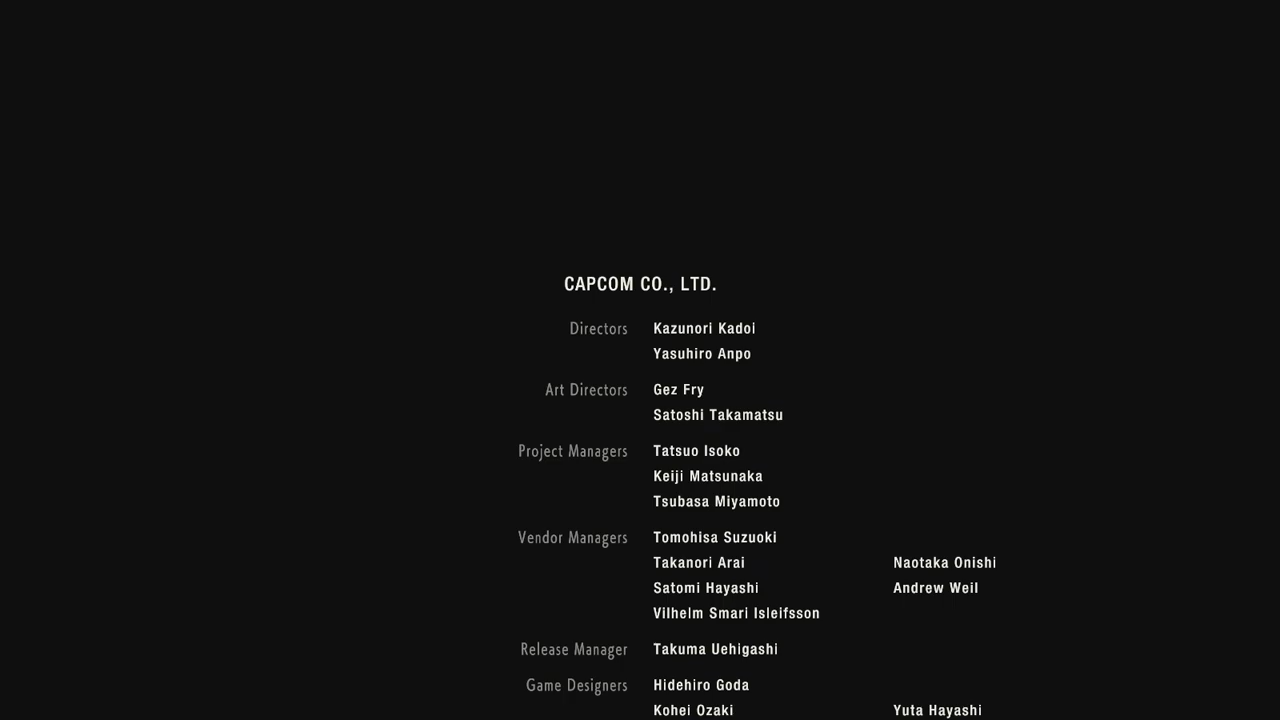 CAPCOM CO., LTD.
Directors Kazunori Kadoi
Yasuhiro Anpo
Art Directors Gez Fry
Satoshi Takamatsu
Project Managers Tatsuo Isoko
Keiji Matsunaka
Tsubasa Miyamoto
Vendor Managers Tomohisa Suzuoki
Takanori Arai Naotaka Onishi
Satomi Hayashi Andrew Weil
Vilhelm Smari Isleifsson
Release Manager Takuma Uehigashi
Game Designers Hidehiro Goda
Kohei Ozaki Yuta Hayashi